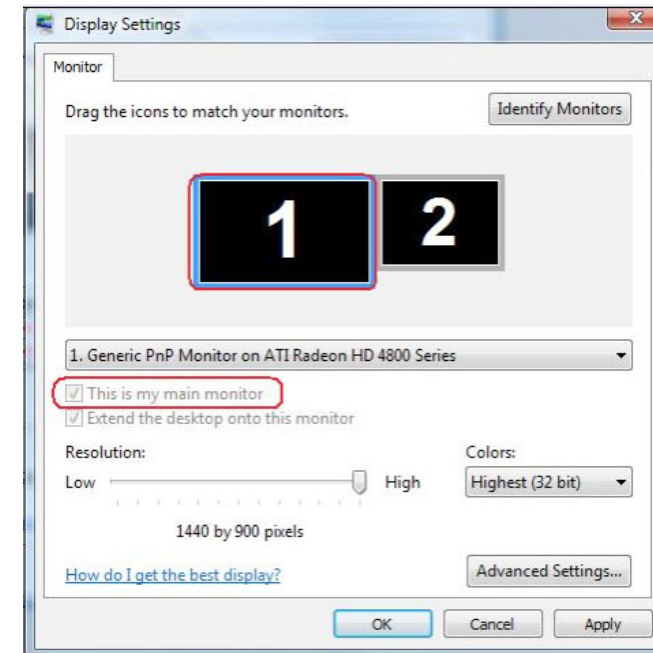 Display Settings
Monitor
Drag the icons to match your monitors.
Identify Monitors
1
2
1. Generic PnP Monitor on ATI Radeon HD 4800 Series
This is my main monitor
Extend the desktop onto this monitor
Resolution:
Colors:
Low
High
Highest (32 bit)
1440 by 900 pixels
How do I get the best display?
Advanced Settings...
OK
Cancel
Apply